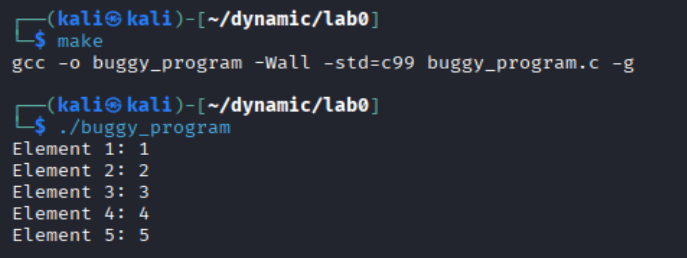 ┌──(kali㉿kali)-[~/dynamic/lab0]
└─$ make
gcc -o buggy_program -Wall -std=c99 buggy_program.c -g
┌──(kali㉿kali)-[~/dynamic/lab0]
└─$ ./buggy_program
Element 1: 1
Element 2: 2
Element 3: 3
Element 4: 4
Element 5: 5